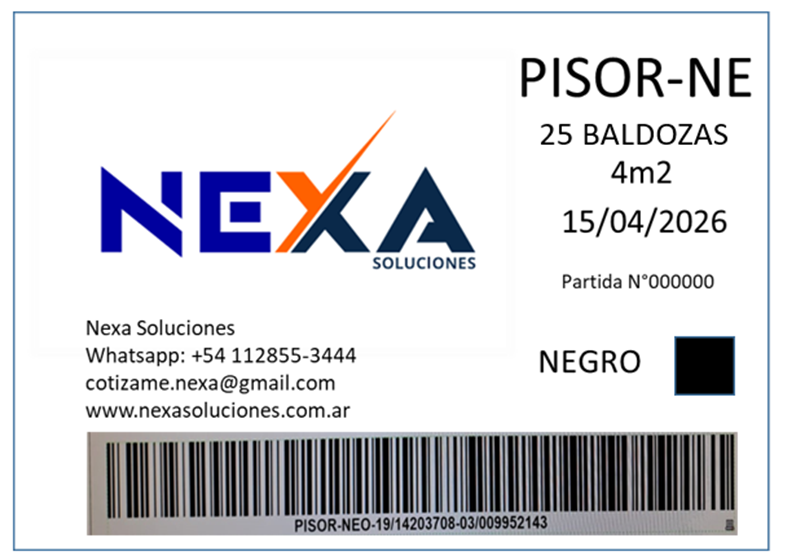 NEXA
SOLUCIONES
PISOR-NE
25 BALDOZAS
4m2
15/04/2026
Partida N°000000
Nexa Soluciones
Whatsapp: +54 112855-3444
cotizame.nexa@gmail.com
www.nexasoluciones.com.ar
NEGRO
PISOR-NEO-19/14203708-03/009952143